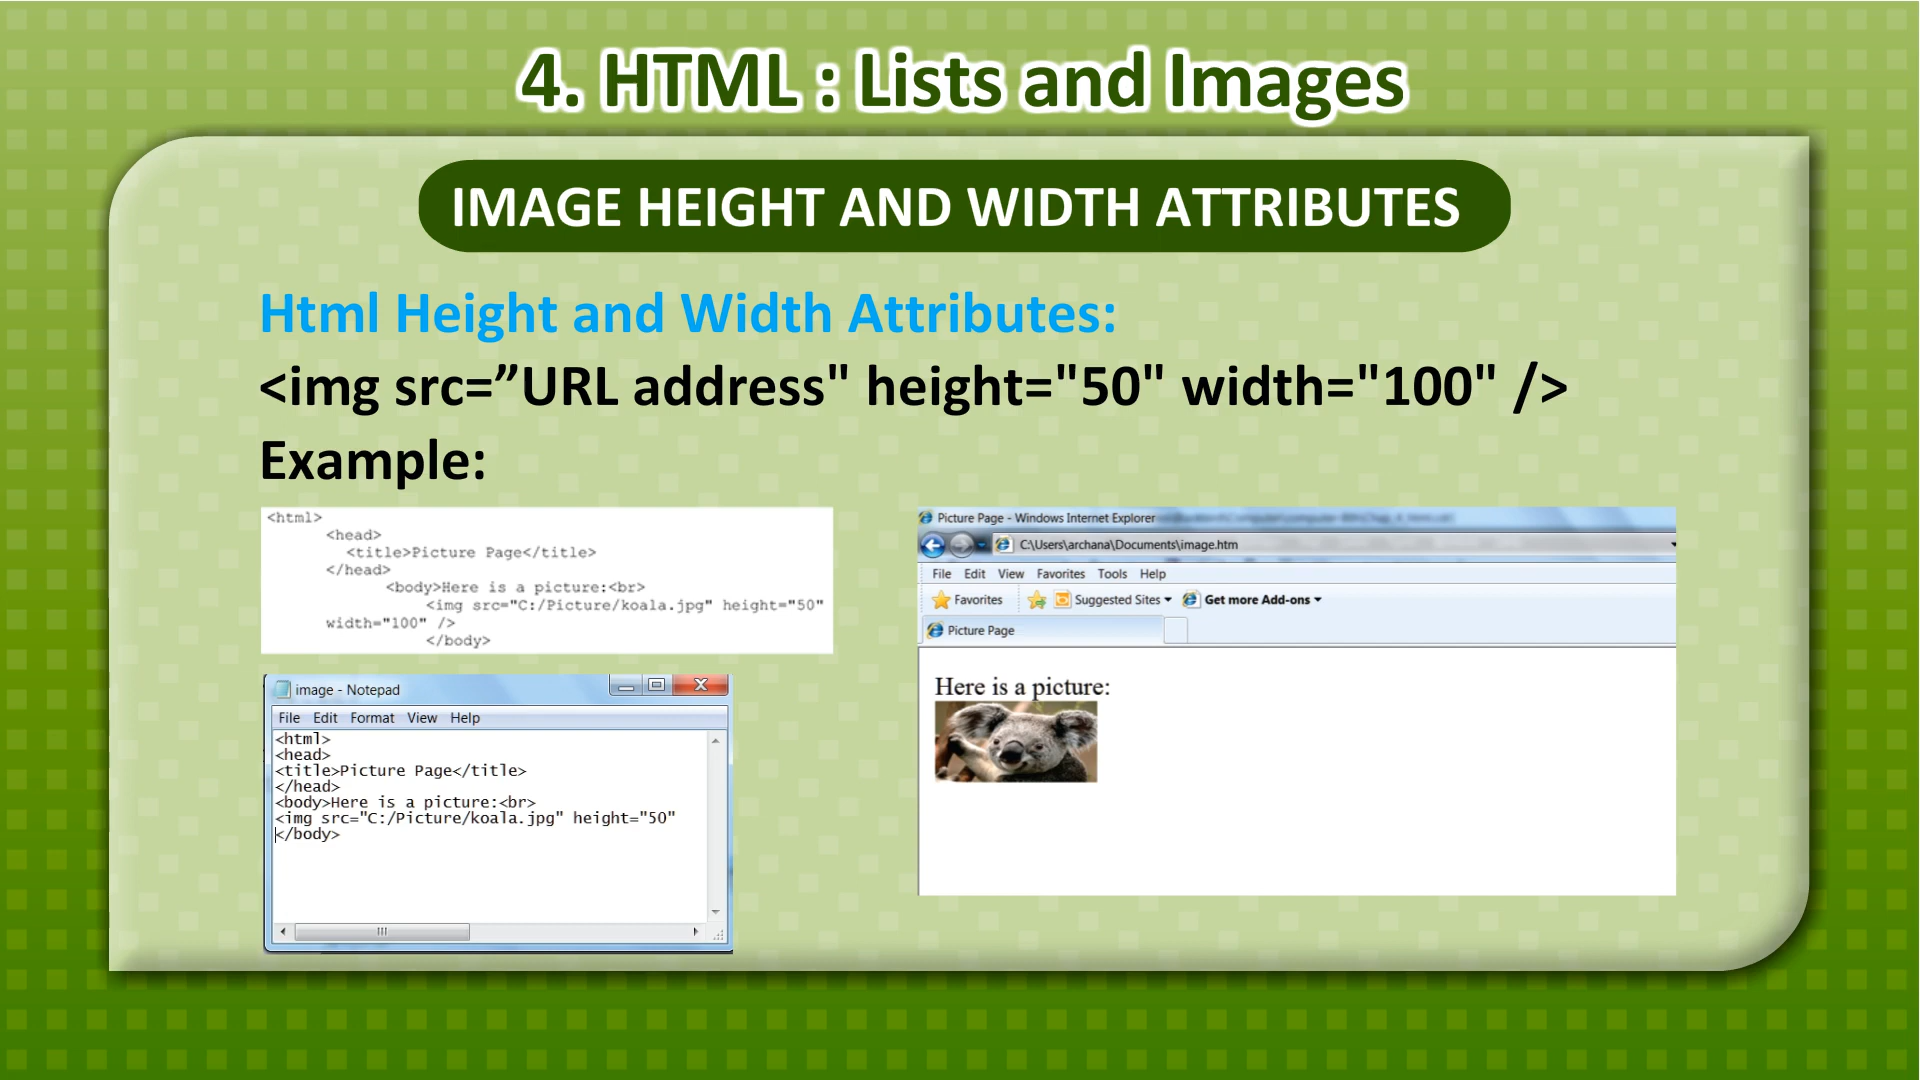 4. HTML : Lists and Images
IMAGE HEIGHT AND WIDTH ATTRIBUTES
Html Height and Width Attributes:
<img src=”URL address" height="50" width="100" />
Example:
<html>
<head>
<title>Picture Page</title>
</head>
<body>Here is a picture:<br>
<img src="C:/Picture/koala.jpg" height="50"
width="100" />
</body>
image - Notepad
File Edit Format View Help
<html>
<head>
<title>Picture Page</title>
</head>
<body>Here is a picture:<br>
<img src="C:/Picture/koala.jpg" height="50"
</body>
Picture Page - Windows Internet Explorer
C:\Users\archana\Documents\image.htm
File Edit View Favorites Tools Help
Favorites Suggested Sites Get more Add-ons
Picture Page
Here is a picture: